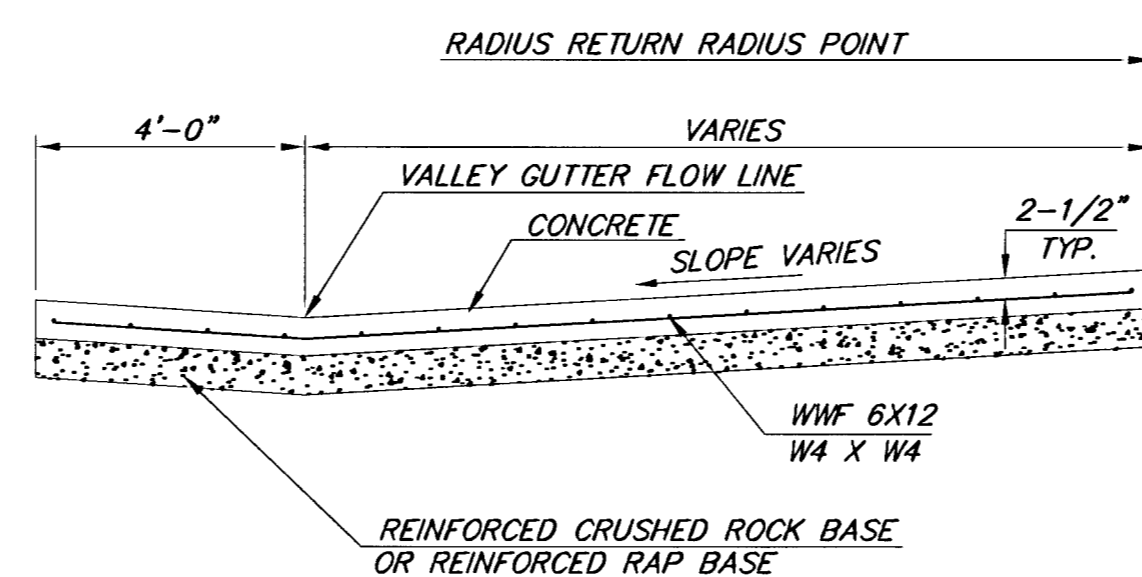 RADIUS RETURN RADIUS POINT
4'-0"
VARIES
VALLEY GUTTER FLOW LINE
2-1/2"
TYP.
CONCRETE
SLOPE VARIES
WWF 6X12
W4 X W4
REINFORCED CRUSHED ROCK BASE
OR REINFORCED RAP BASE